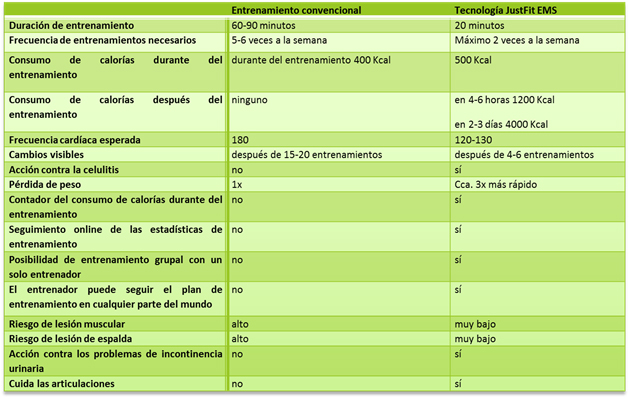 Entrenamiento convencional Tecnología JustFit EMS
Duración de entrenamiento 60-90 minutos 20 minutos
Frecuencia de entrenamientos necesarios 5-6 veces a la semana Máximo 2 veces a la semana
Consumo de calorías durante del durante del entrenamiento 400 Kcal 500 Kcal
entrenamiento
Consumo de calorías después del ninguno en 4-6 horas 1200 Kcal
entrenamiento
en 2-3 días 4000 Kcal
Frecuencia cardíaca esperada 180 120-130
Cambios visibles después de 15-20 entrenamientos después de 4-6 entrenamientos
Acción contra la celulitis no sí
Pérdida de peso 1x Cca. 3x más rápido
Contador del consumo de calorías durante del no sí
entrenamiento
Seguimiento online de las estadísticas de no sí
entrenamiento
Posibilidad de entrenamiento grupal con un no sí
solo entrenador
El entrenador puede seguir el plan de no sí
entrenamiento en cualquier parte del mundo
Riesgo de lesión muscular alto muy bajo
Riesgo de lesión de espalda alto muy bajo
Acción contra los problemas de incontinencia no sí
urinaria
Cuida las articulaciones no sí